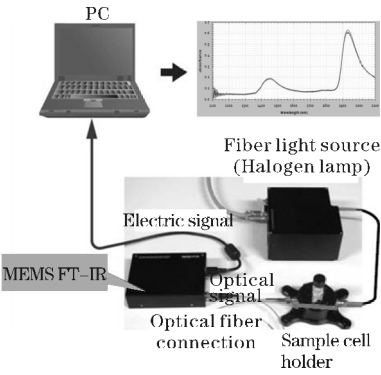 PC
Fiber light source
(Halogen lamp)
Electric signal
MEMS FT-IR
Optical
signal
Optical fiber
connection
Sample cell
holder